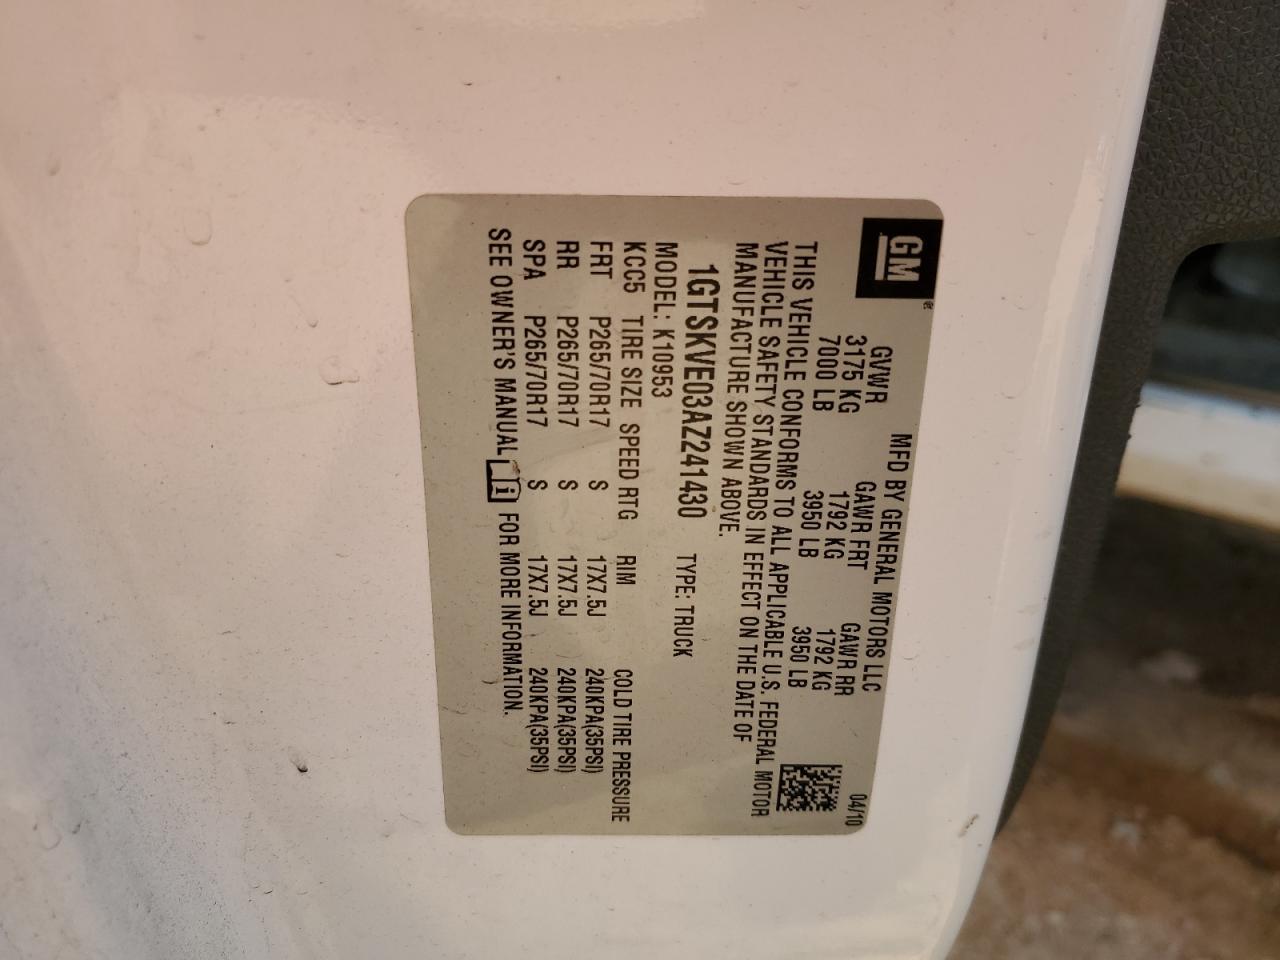 GM
MFD BY GENERAL MOTORS LLC 04/10
GVWR GAWR FRT GAWR RR
3175 KG 1792 KG 1792 KG
7000 LB 3950 LB 3950 LB
THIS VEHICLE CONFORMS TO ALL APPLICABLE U.S. FEDERAL MOTOR
VEHICLE SAFETY STANDARDS IN EFFECT ON THE DATE OF
MANUFACTURE SHOWN ABOVE.
1GTSKVE03AZ241430 TYPE: TRUCK
MODEL: K10953
KCC5 TIRE SIZE SPEED RTG RIM COLD TIRE PRESSURE
FRT P265/70R17 S 17X7.5J 240KPA(35PSI)
RR P265/70R17 S 17X7.5J 240KPA(35PSI)
SPA P265/70R17 S 17X7.5J 240KPA(35PSI)
SEE OWNER'S MANUAL i FOR MORE INFORMATION.